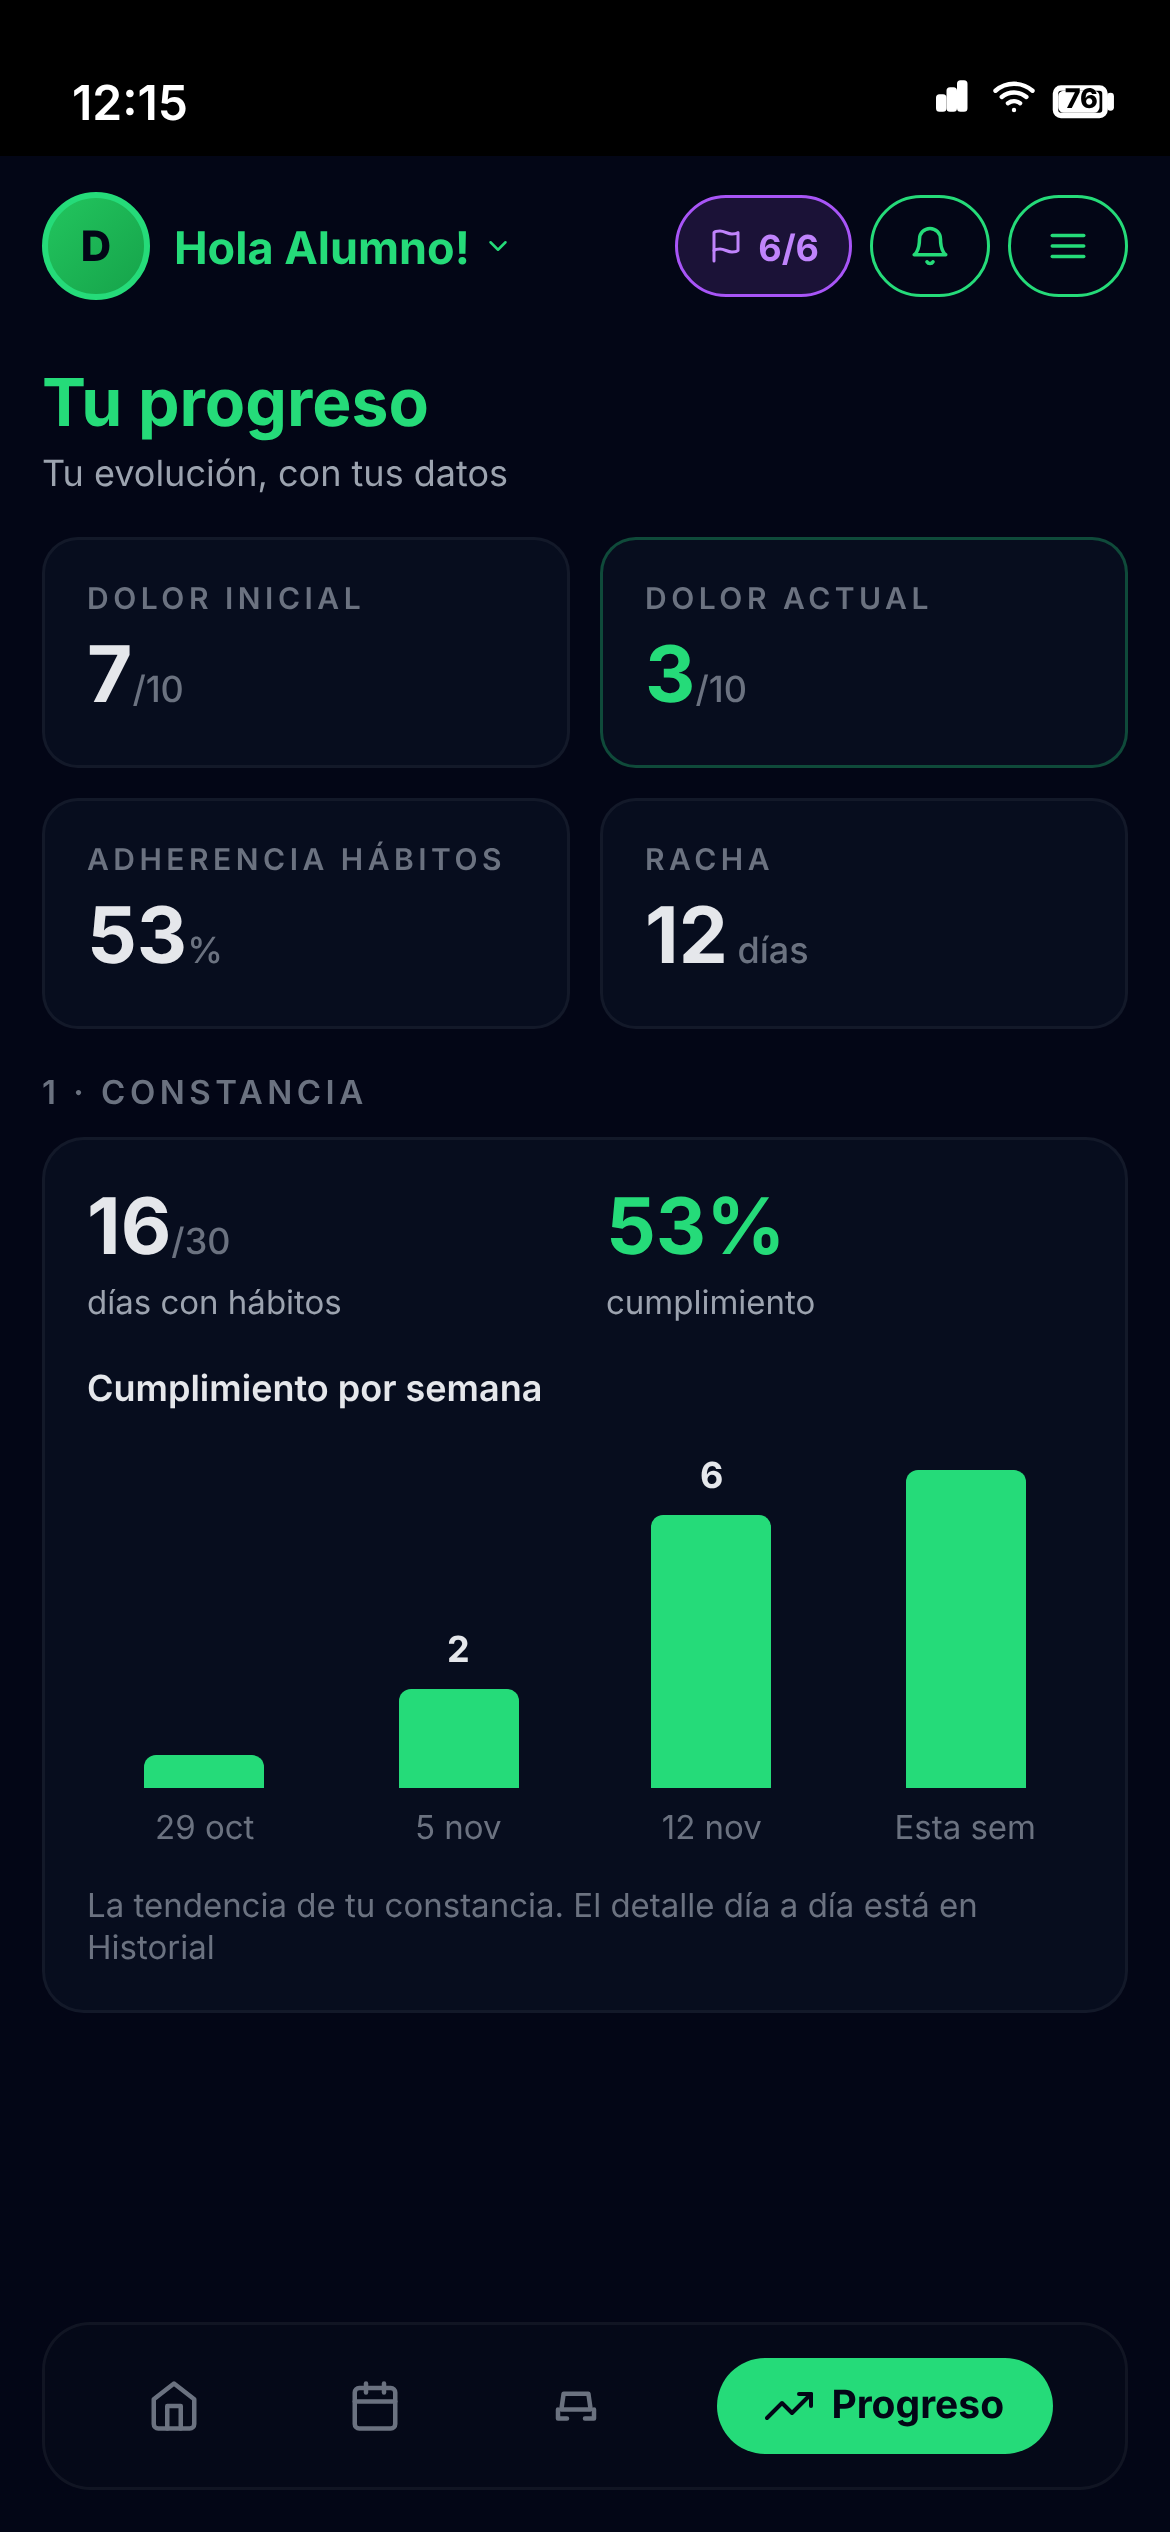 12:15
76
D
Hola Alumno!
6/6
Tu progreso
Tu evolución, con tus datos
DOLOR INICIAL
7/10
DOLOR ACTUAL
3/10
ADHERENCIA HÁBITOS
53%
RACHA
12 días
1 · CONSTANCIA
16/30
días con hábitos
53%
cumplimiento
Cumplimiento por semana
6
2
29 oct
5 nov
12 nov
Esta sem
La tendencia de tu constancia. El detalle día a día está en
Historial
Progreso